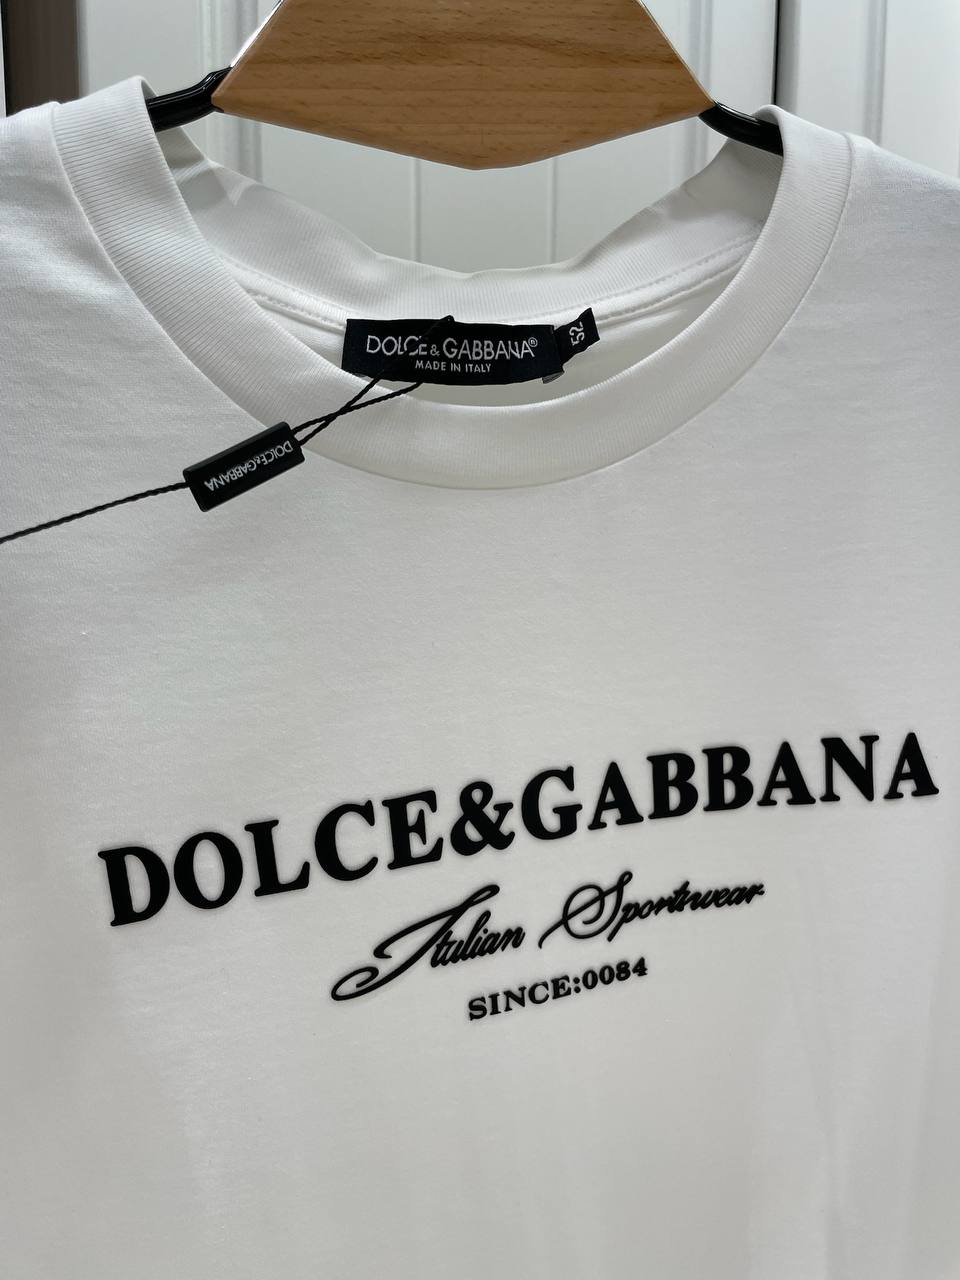 DOLCE&GABBANA®
MADE IN ITALY
52
DOLCE&GABBANA
DOLCE&GABBANA
Italian Sportswear
SINCE:0084